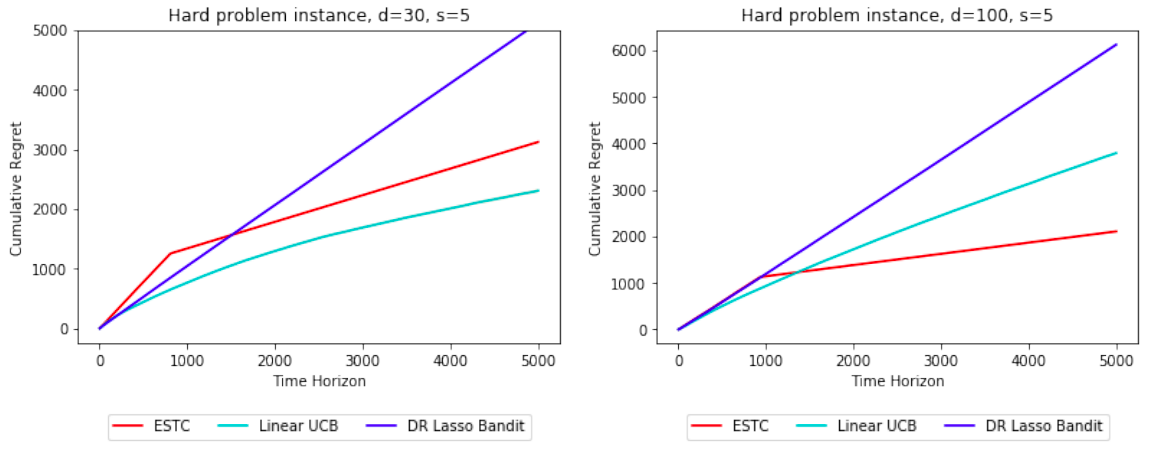 Hard problem instance, d=30, s=5
5000
4000
3000
2000
1000
0
Cumulative Regret
0 1000 2000 3000 4000 5000
Time Horizon
ESTC Linear UCB DR Lasso Bandit
Hard problem instance, d=100, s=5
6000
5000
4000
3000
2000
1000
0
Cumulative Regret
0 1000 2000 3000 4000 5000
Time Horizon
ESTC Linear UCB DR Lasso Bandit